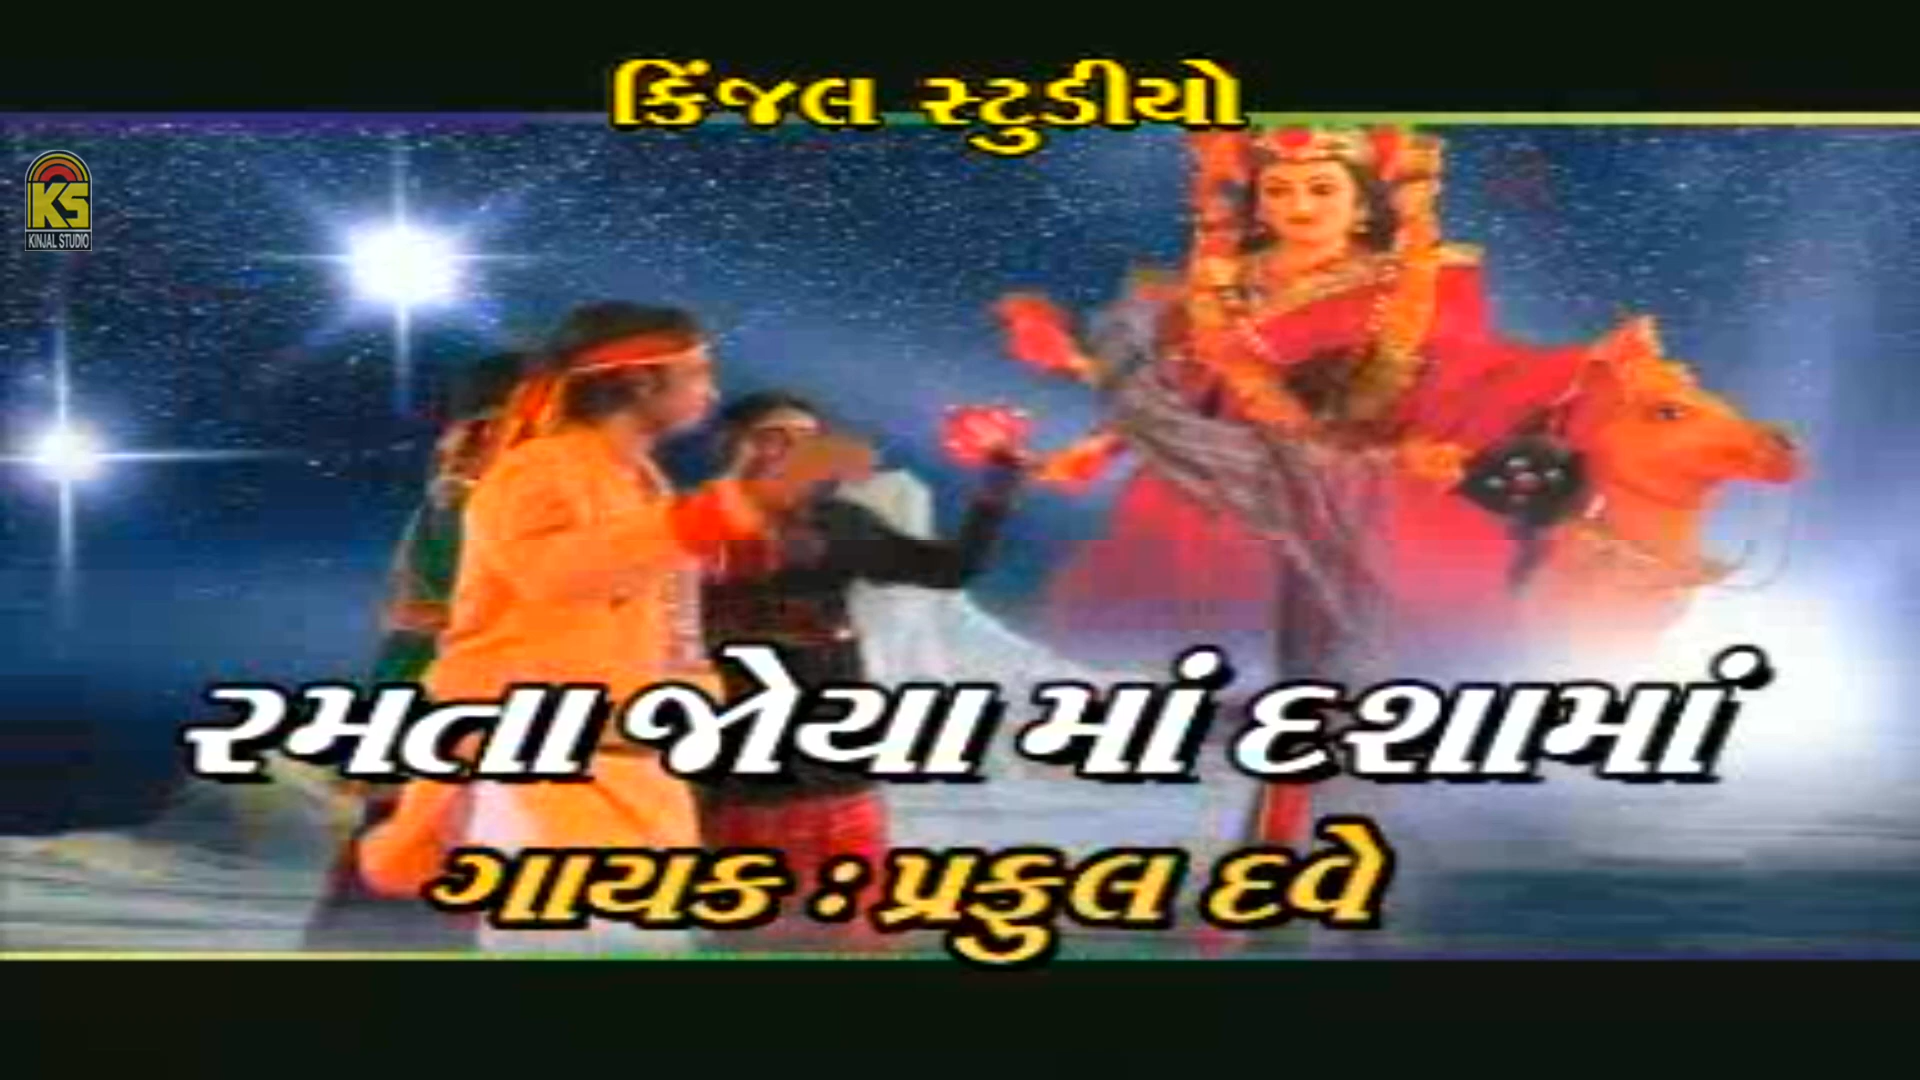 કિંજલ સ્ટુડીયો
KS
KINJAL STUDIO
રમતા જોયા માં દશામાં
ગાયક : પ્રફુલ દવે